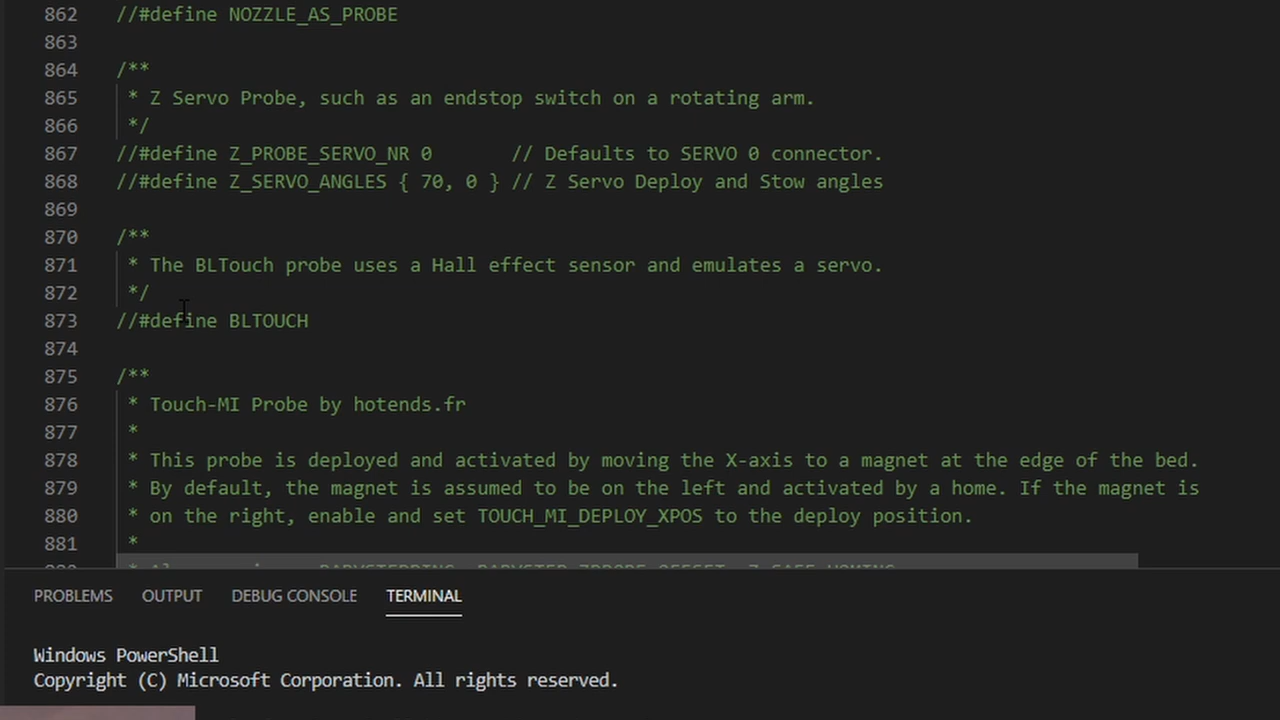 862 //#define NOZZLE_AS_PROBE
863
864 /**
865 * Z Servo Probe, such as an endstop switch on a rotating arm.
866 */
867 //#define Z_PROBE_SERVO_NR 0 // Defaults to SERVO 0 connector.
868 //#define Z_SERVO_ANGLES { 70, 0 } // Z Servo Deploy and Stow angles
869
870 /**
871 * The BLTouch probe uses a Hall effect sensor and emulates a servo.
872 */
873 //#define BLTOUCH
874
875 /**
876 * Touch-MI Probe by hotends.fr
877 *
878 * This probe is deployed and activated by moving the X-axis to a magnet at the edge of the bed.
879 * By default, the magnet is assumed to be on the left and activated by a home. If the magnet is
880 * on the right, enable and set TOUCH_MI_DEPLOY_XPOS to the deploy position.
881 *
PROBLEMS OUTPUT DEBUG CONSOLE TERMINAL
Windows PowerShell
Copyright (C) Microsoft Corporation. All rights reserved.